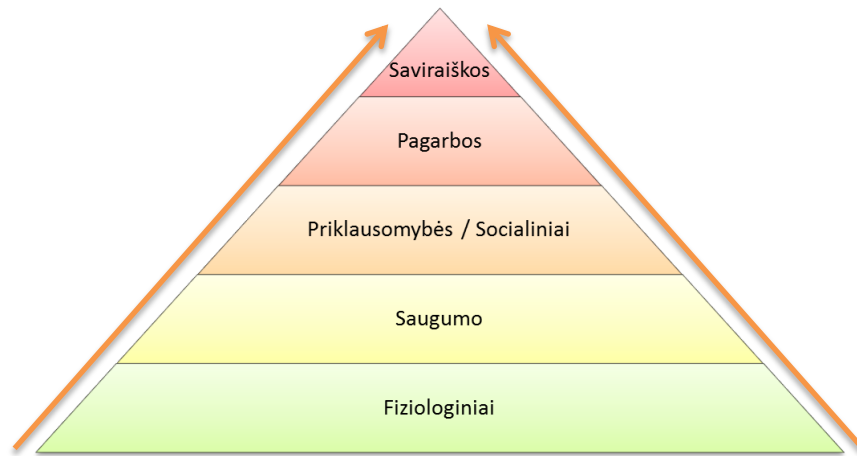 Saviraiškos
Pagarbos
Priklausomybės / Socialiniai
Saugumo
Fiziologiniai